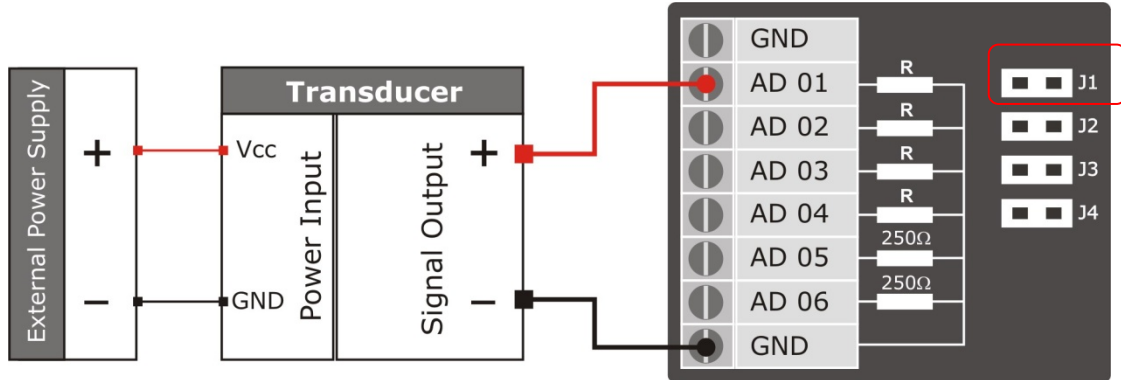 External Power Supply
+
−
Transducer
Vcc
GND
Power Input
Signal Output
+
−
GND
AD 01
R
AD 02
R
AD 03
R
AD 04
R
AD 05
250Ω
AD 06
250Ω
GND
J1
J2
J3
J4